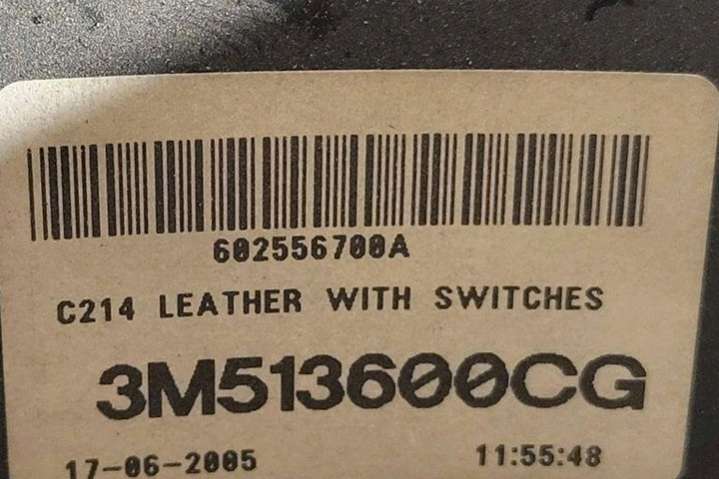 602556700A
C214 LEATHER WITH SWITCHES
3M513600CG
17-06-2005 11:55:48